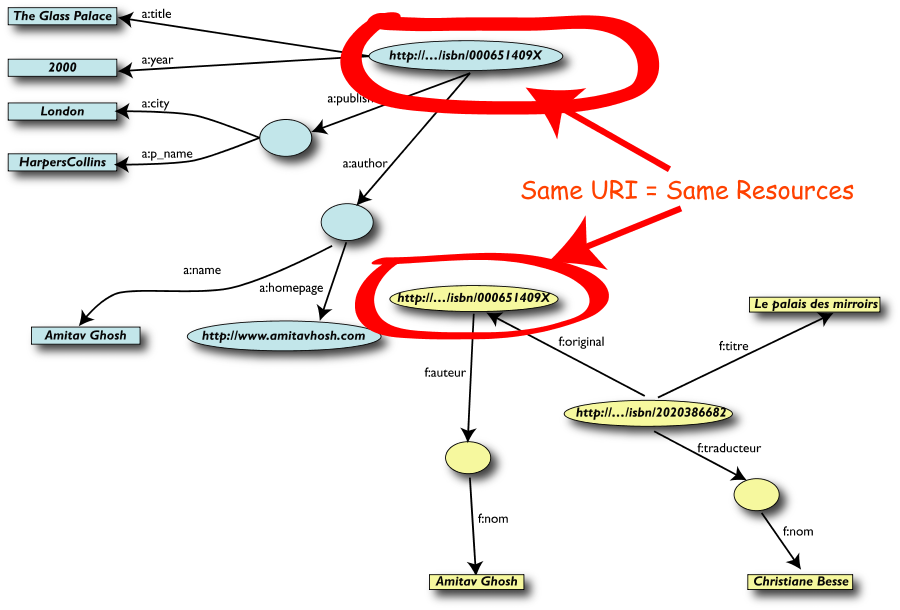 The Glass Palace
a:title
http://…/isbn/000651409X
2000
a:year
London
a:city
a:publish
HarpersCollins
a:p_name
a:author
Same URI = Same Resources
a:name
a:homepage
http://…/isbn/000651409X
Le palais des mirroirs
Amitav Ghosh
http://www.amitavhosh.com
f:original
f:titre
f:auteur
http://…/isbn/2020386682
f:traducteur
f:nom
f:nom
Amitav Ghosh
Christiane Besse